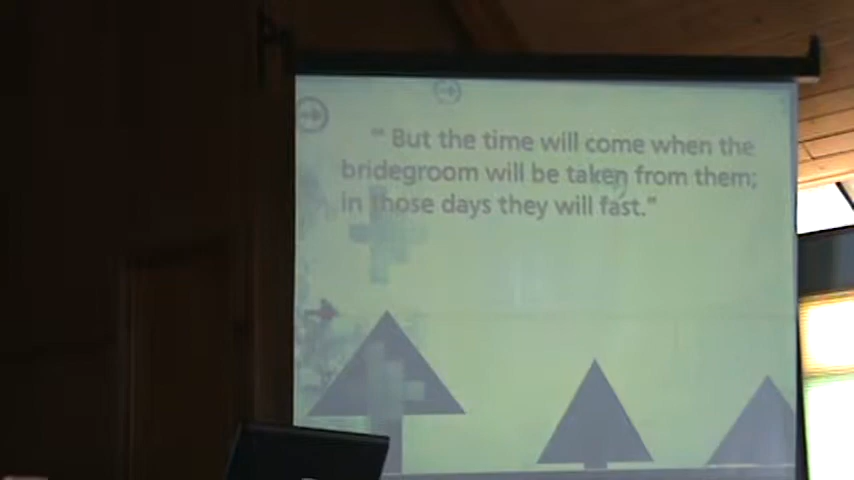 " But the time will come when the
bridegroom will be taken from them;
in those days they will fast."